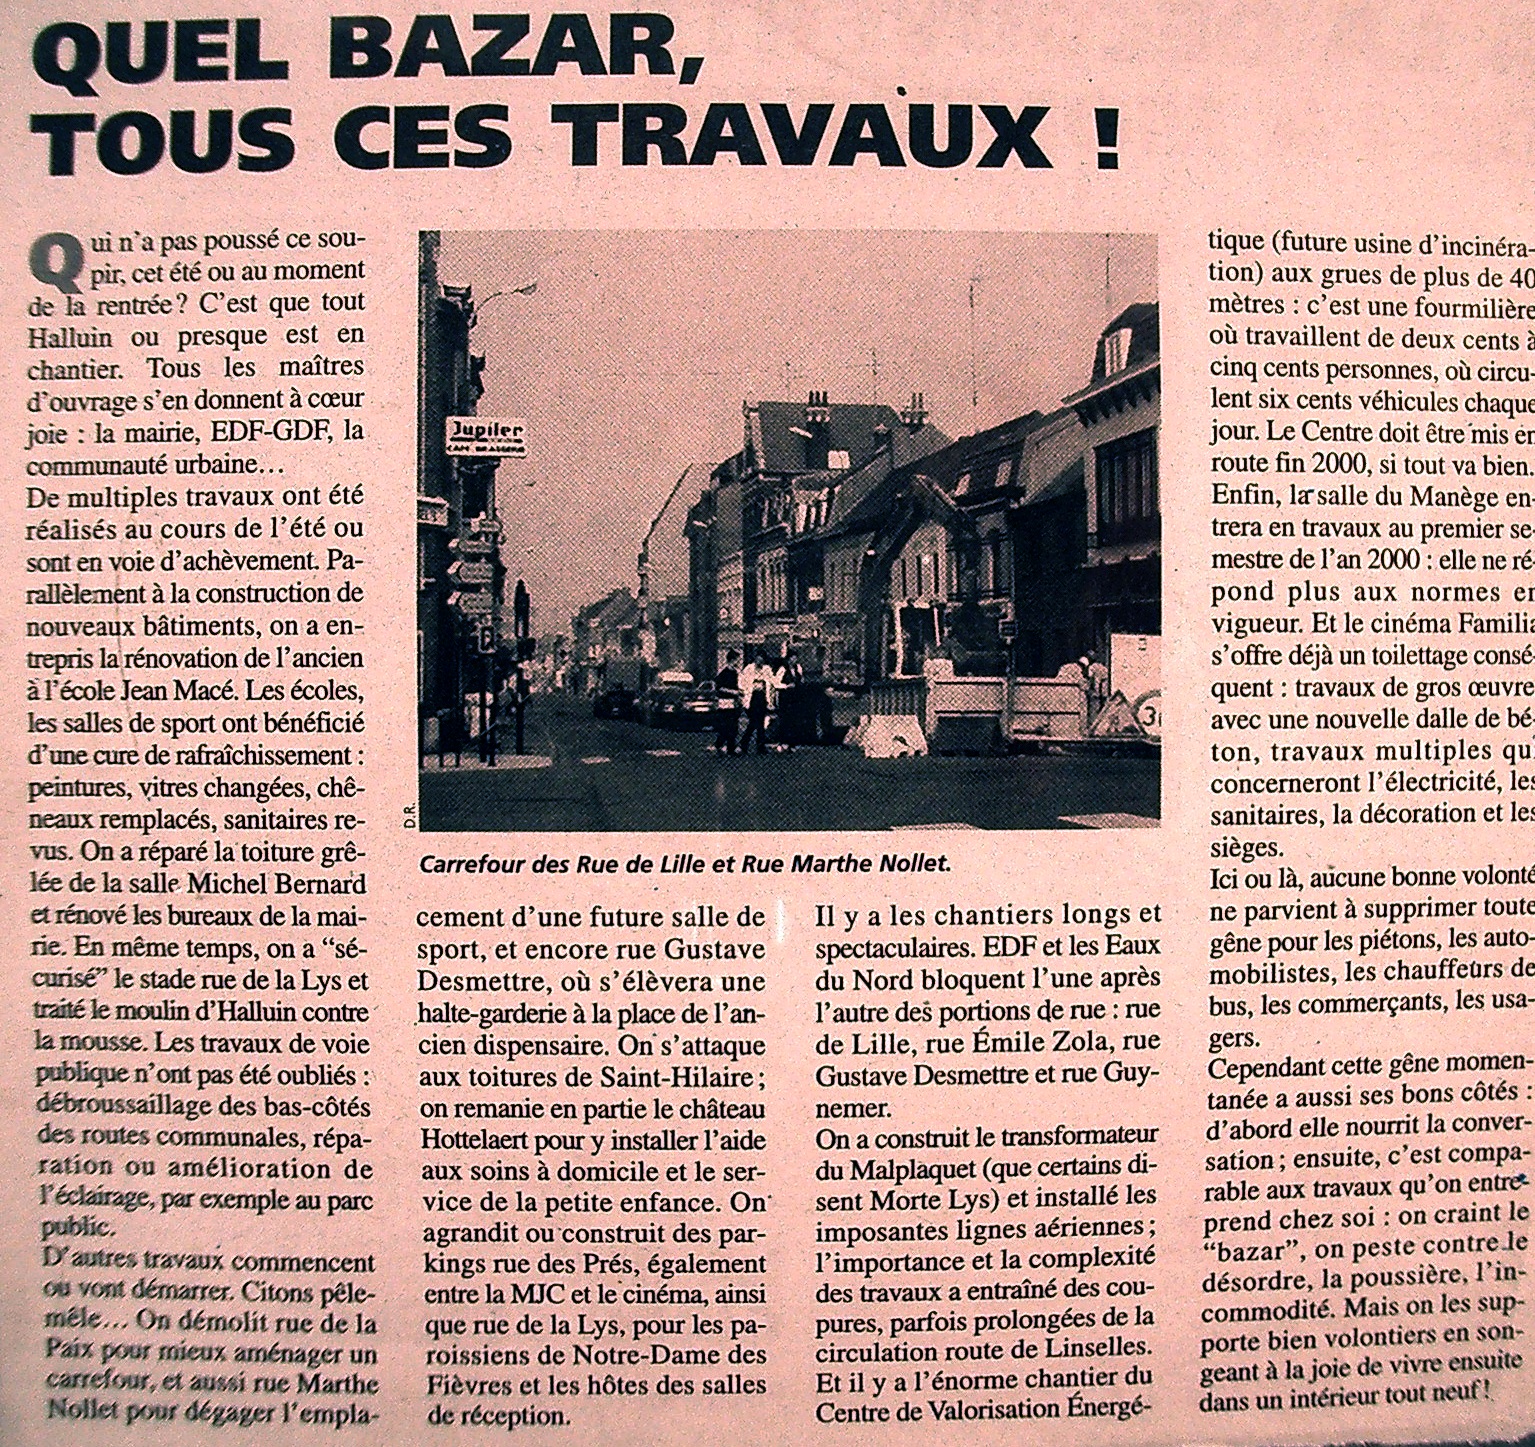 QUEL BAZAR,
TOUS CES TRAVAUX !
Qui n'a pas poussé ce sou-
pir, cet été ou au moment
de la rentrée ? C'est que tout
Halluin ou presque est en
chantier. Tous les maîtres
d'ouvrage s'en donnent à cœur
joie : la mairie, EDF-GDF, la
communauté urbaine…
De multiples travaux ont été
réalisés au cours de l'été ou
sont en voie d'achèvement. Pa-
rallèlement à la construction de
nouveaux bâtiments, on a en-
trepris la rénovation de l'ancien
à l'école Jean Macé. Les écoles,
les salles de sport ont bénéficié
d'une cure de rafraîchissement :
peintures, vitres changées, chê-
neaux remplacés, sanitaires re-
vus. On a réparé la toiture grê-
lée de la salle Michel Bernard
et rénové les bureaux de la mai-
rie. En même temps, on a “sé-
curisé” le stade rue de la Lys et
traité le moulin d'Halluin contre
la mousse. Les travaux de voie
publique n'ont pas été oubliés :
débroussaillage des bas-côtés
des routes communales, répa-
ration ou amélioration de
l'éclairage, par exemple au parc
public.
D'autres travaux commencent
ou vont démarrer. Citons pêle-
mêle… On démolit rue de la
Paix pour mieux aménager un
carrefour, et aussi rue Marthe
Nollet pour dégager l'empla-
Jupiler
CAFE BRASSERIE
P
D.R.
Carrefour des Rue de Lille et Rue Marthe Nollet.
cement d'une future salle de
sport, et encore rue Gustave
Desmettre, où s'élèvera une
halte-garderie à la place de l'an-
cien dispensaire. On s'attaque
aux toitures de Saint-Hilaire ;
on remanie en partie le château
Hottelaert pour y installer l'aide
aux soins à domicile et le ser-
vice de la petite enfance. On
agrandit ou construit des par-
kings rue des Prés, également
entre la MJC et le cinéma, ainsi
que rue de la Lys, pour les pa-
roissiens de Notre-Dame des
Fièvres et les hôtes des salles
de réception.
Il y a les chantiers longs et
spectaculaires. EDF et les Eaux
du Nord bloquent l'une après
l'autre des portions de rue : rue
de Lille, rue Émile Zola, rue
Gustave Desmettre et rue Guy-
nemer.
On a construit le transformateur
du Malplaquet (que certains di-
sent Morte Lys) et installé les
imposantes lignes aériennes ;
l'importance et la complexité
des travaux a entraîné des cou-
pures, parfois prolongées de la
circulation route de Linselles.
Et il y a l'énorme chantier du
Centre de Valorisation Énergé-
tique (future usine d'incinéra-
tion) aux grues de plus de 40
mètres : c'est une fourmilière
où travaillent de deux cents à
cinq cents personnes, où circu-
lent six cents véhicules chaque
jour. Le Centre doit être mis en
route fin 2000, si tout va bien.
Enfin, la salle du Manège en-
trera en travaux au premier se-
mestre de l'an 2000 : elle ne ré-
pond plus aux normes en
vigueur. Et le cinéma Familia
s'offre déjà un toilettage consé-
quent : travaux de gros œuvre
avec une nouvelle dalle de bé-
ton, travaux multiples qui
concerneront l'électricité, les
sanitaires, la décoration et les
sièges.
Ici ou là, aucune bonne volonté
ne parvient à supprimer toute
gêne pour les piétons, les auto-
mobilistes, les chauffeurs de
bus, les commerçants, les usa-
gers.
Cependant cette gêne momen-
tanée a aussi ses bons côtés :
d'abord elle nourrit la conver-
sation ; ensuite, c'est compa-
rable aux travaux qu'on entre-
prend chez soi : on craint le
“bazar”, on peste contre le
désordre, la poussière, l'in-
commodité. Mais on les sup-
porte bien volontiers en son-
geant à la joie de vivre ensuite
dans un intérieur tout neuf !